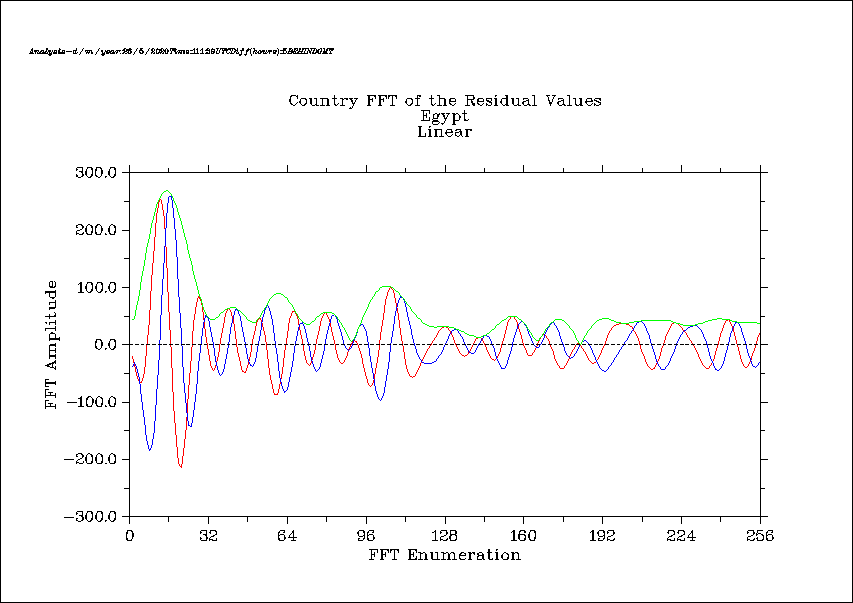 Country FFT of the Residual Values
Egypt
Linear
300.0
200.0
100.0
0.0
−100.0
−200.0
−300.0
FFT Amplitude
0 32 64 96 128 160 192 224 256
FFT Enumeration